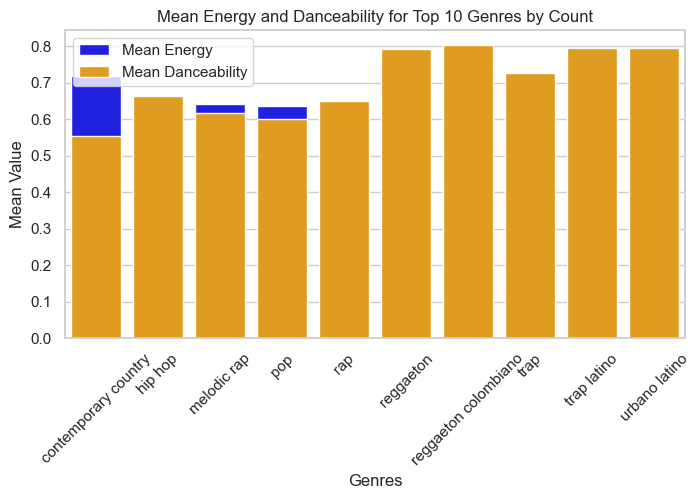 Mean Energy and Danceability for Top 10 Genres by Count
Mean Energy
Mean Danceability
0.8
0.7
0.6
0.5
0.4
0.3
0.2
0.1
0.0
Mean Value
contemporary country
hip hop
melodic rap
pop
rap
reggaeton
reggaeton colombiano
trap
trap latino
urbano latino
Genres